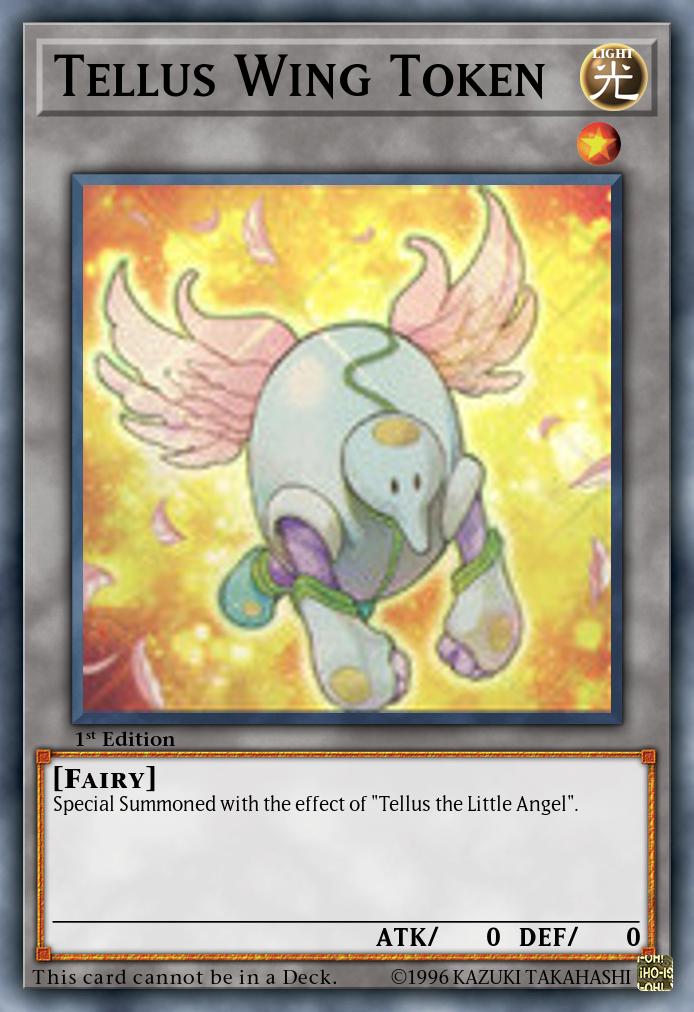 TELLUS WING TOKEN
LIGHT
光
1st Edition
[FAIRY]
Special Summoned with the effect of "Tellus the Little Angel".
ATK/ 0 DEF/ 0
This card cannot be in a Deck. ©1996 KAZUKI TAKAHASHI